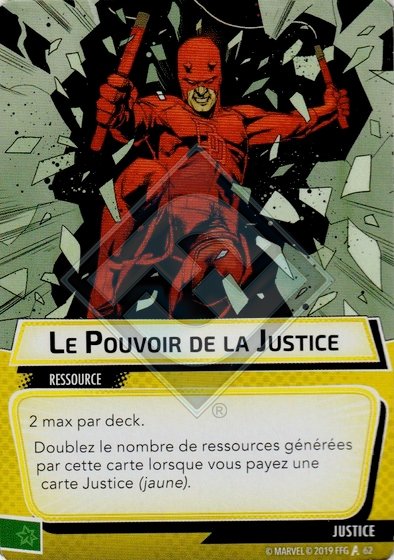 LE POUVOIR DE LA JUSTICE
RESSOURCE
®
2 max par deck.
Doublez le nombre de ressources générées
par cette carte lorsque vous payez une
carte Justice (jaune).
JUSTICE
© MARVEL © 2019 FFG A 62